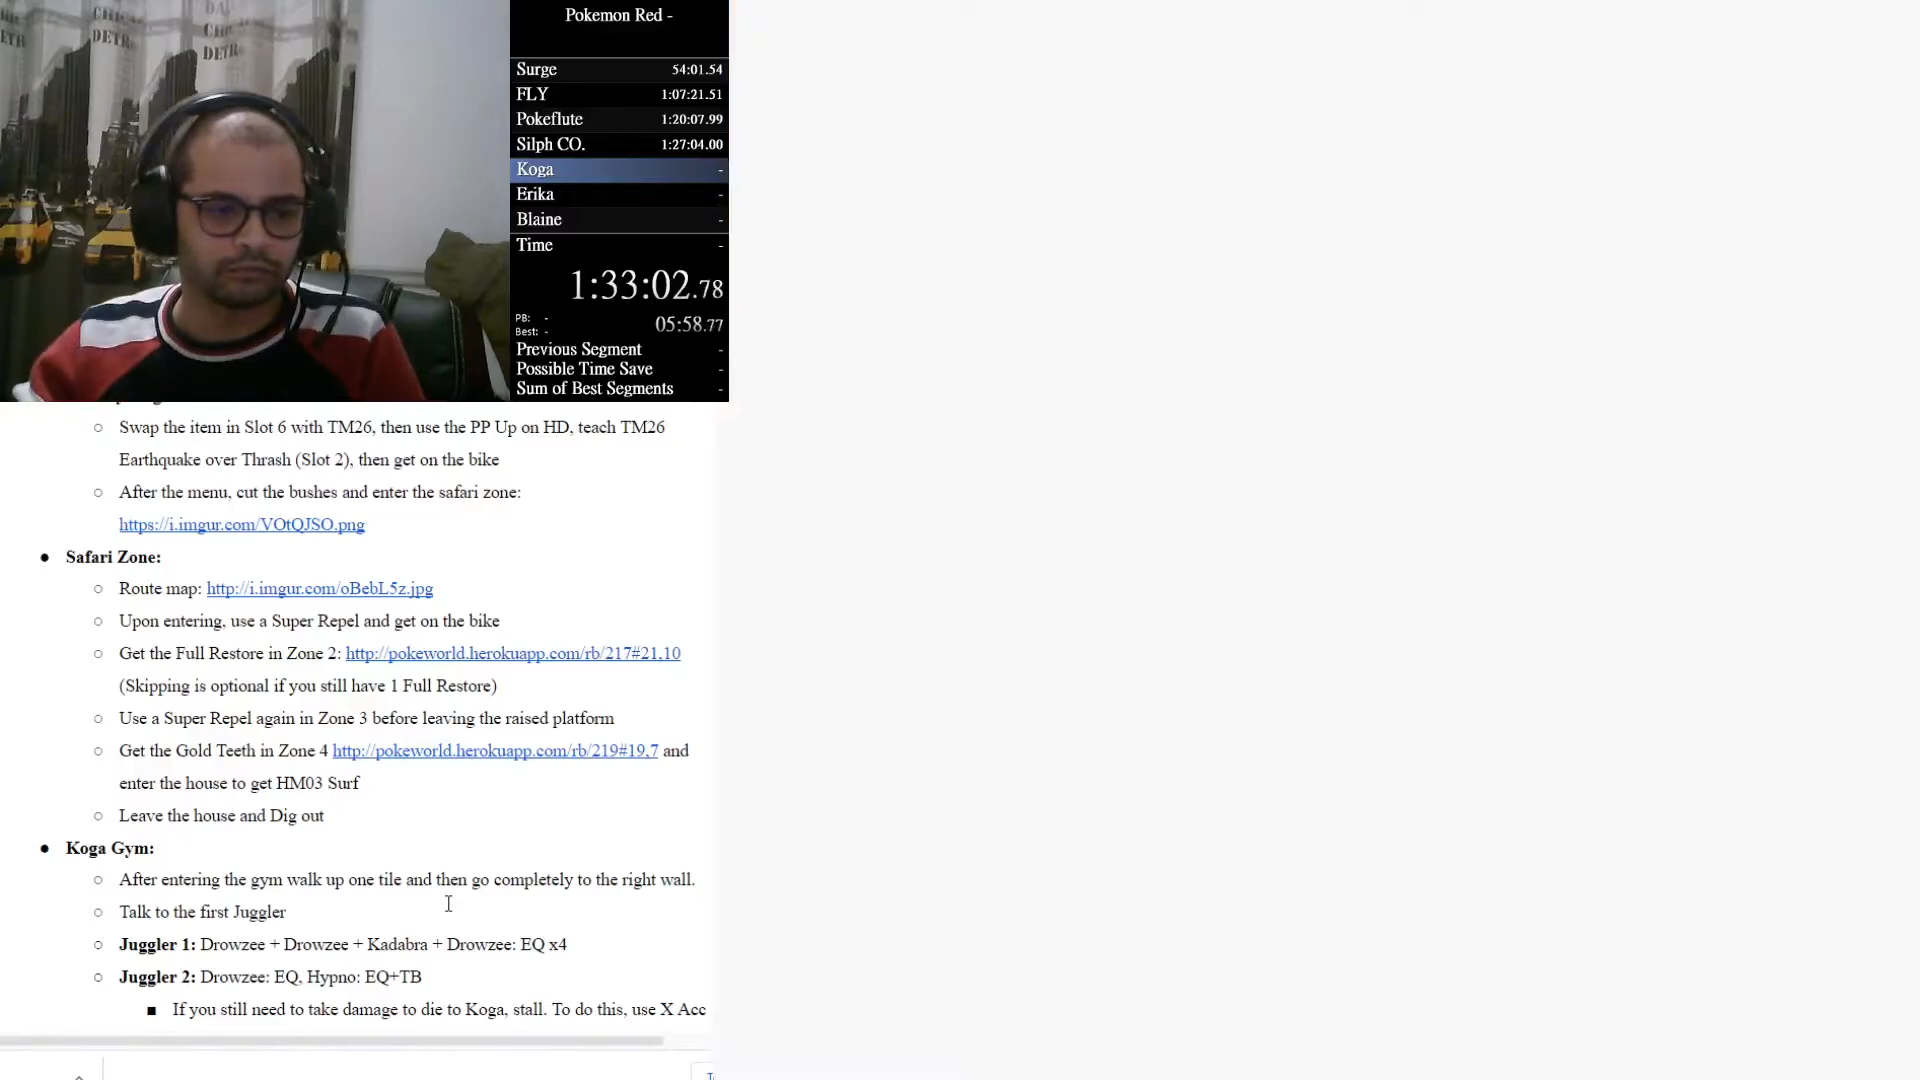 CHIC
DETR
DA
CHIC
DETR
ETR
Pokemon Red -
Surge 54:01.54
FLY 1:07:21.51
Pokeflute 1:20:07.99
Silph CO. 1:27:04.00
Koga -
Erika -
Blaine -
Time -
1:33:02.78
PB: -
Best: -
05:58.77
Previous Segment -
Possible Time Save -
Sum of Best Segments -
○ Swap the item in Slot 6 with TM26, then use the PP Up on HD, teach TM26
Earthquake over Thrash (Slot 2), then get on the bike
○ After the menu, cut the bushes and enter the safari zone:
https://i.imgur.com/VOtQJSO.png
● Safari Zone:
○ Route map: http://i.imgur.com/oBebL5z.jpg
○ Upon entering, use a Super Repel and get on the bike
○ Get the Full Restore in Zone 2: http://pokeworld.herokuapp.com/rb/217#21,10
(Skipping is optional if you still have 1 Full Restore)
○ Use a Super Repel again in Zone 3 before leaving the raised platform
○ Get the Gold Teeth in Zone 4 http://pokeworld.herokuapp.com/rb/219#19,7 and
enter the house to get HM03 Surf
○ Leave the house and Dig out
● Koga Gym:
○ After entering the gym walk up one tile and then go completely to the right wall.
○ Talk to the first Juggler
○ Juggler 1: Drowzee + Drowzee + Kadabra + Drowzee: EQ x4
○ Juggler 2: Drowzee: EQ, Hypno: EQ+TB
■ If you still need to take damage to die to Koga, stall. To do this, use X Acc